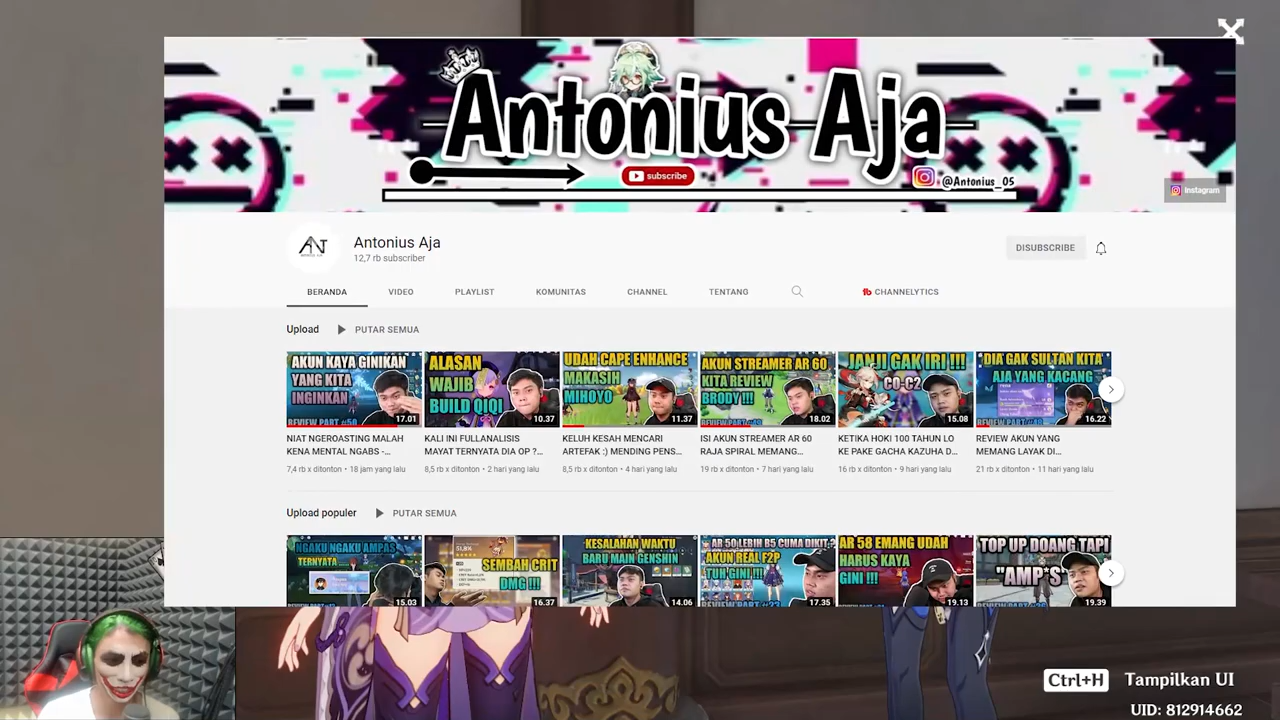 Antonius Aja
subscribe
@Antonius_05
Instagram
Antonius Aja
12,7 rb subscriber
DISUBSCRIBE
BERANDA
VIDEO
PLAYLIST
KOMUNITAS
CHANNEL
TENTANG
CHANNELYTICS
Upload
PUTAR SEMUA
AKUN KAYA GINIKAN
YANG KITA
INGINKAN
REVIEW PART #50
17.01
ALASAN
WAJIB
BUILD QIQI
10.37
UDAH CAPE ENHANCE
MAKASIH
MIHOYO
11.37
AKUN STREAMER AR 60
KITA REVIEW
BRODY !!!
18.02
JANJI GAK IRI !!!
CO-C2
15.08
DIA GAK SULTAN KITA
AJA YANG KACANG
16.22
NIAT NGEROASTING MALAH
KENA MENTAL NGABS -...
7,4 rb x ditonton • 18 jam yang lalu
KALI INI FULLANALISIS
MAYAT TERNYATA DIA OP ?...
8,5 rb x ditonton • 2 hari yang lalu
KELUH KESAH MENCARI
ARTEFAK :) MENDING PENS...
8,5 rb x ditonton • 4 hari yang lalu
ISI AKUN STREAMER AR 60
RAJA SPIRAL MEMANG...
19 rb x ditonton • 7 hari yang lalu
KETIKA HOKI 100 TAHUN LO
KE PAKE GACHA KAZUHA D...
16 rb x ditonton • 9 hari yang lalu
REVIEW AKUN YANG
MEMANG LAYAK DI...
21 rb x ditonton • 11 hari yang lalu
Upload populer
PUTAR SEMUA
NGAKU NGAKU AMPAS
TERNYATA
15.03
51,8%
SEMBAH CRIT
DMG !!!
16.37
KESALAHAN WAKTU
BARU MAIN GENSHIN
14.06
AR 50 LEBIH B5 CUMA DIKIT ?
AKUN REAL F2P
TUH GINI !!!
REVIEW PART #33
17.35
AR 58 EMANG UDAH
HARUS KAYA
GINI !!!
19.13
TOP UP DOANG TAPI
"AMP*S"
19.39
Ctrl+H Tampilkan UI
UID: 812914662